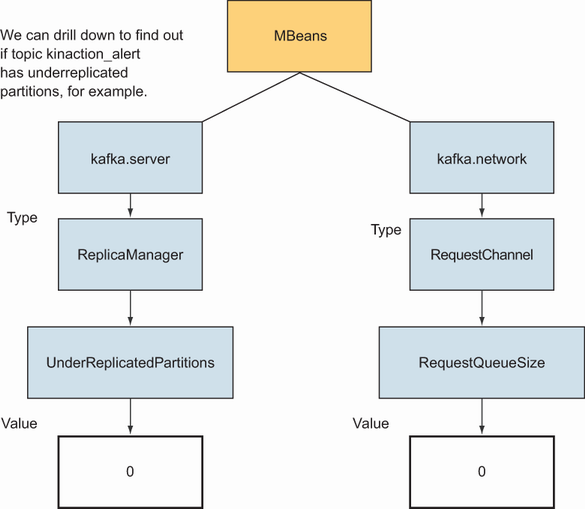 We can drill down to find out
if topic kinaction_alert
has underreplicated
partitions, for example.
MBeans
kafka.server
kafka.network
Type
Type
ReplicaManager
RequestChannel
UnderReplicatedPartitions
RequestQueueSize
Value
Value
0
0